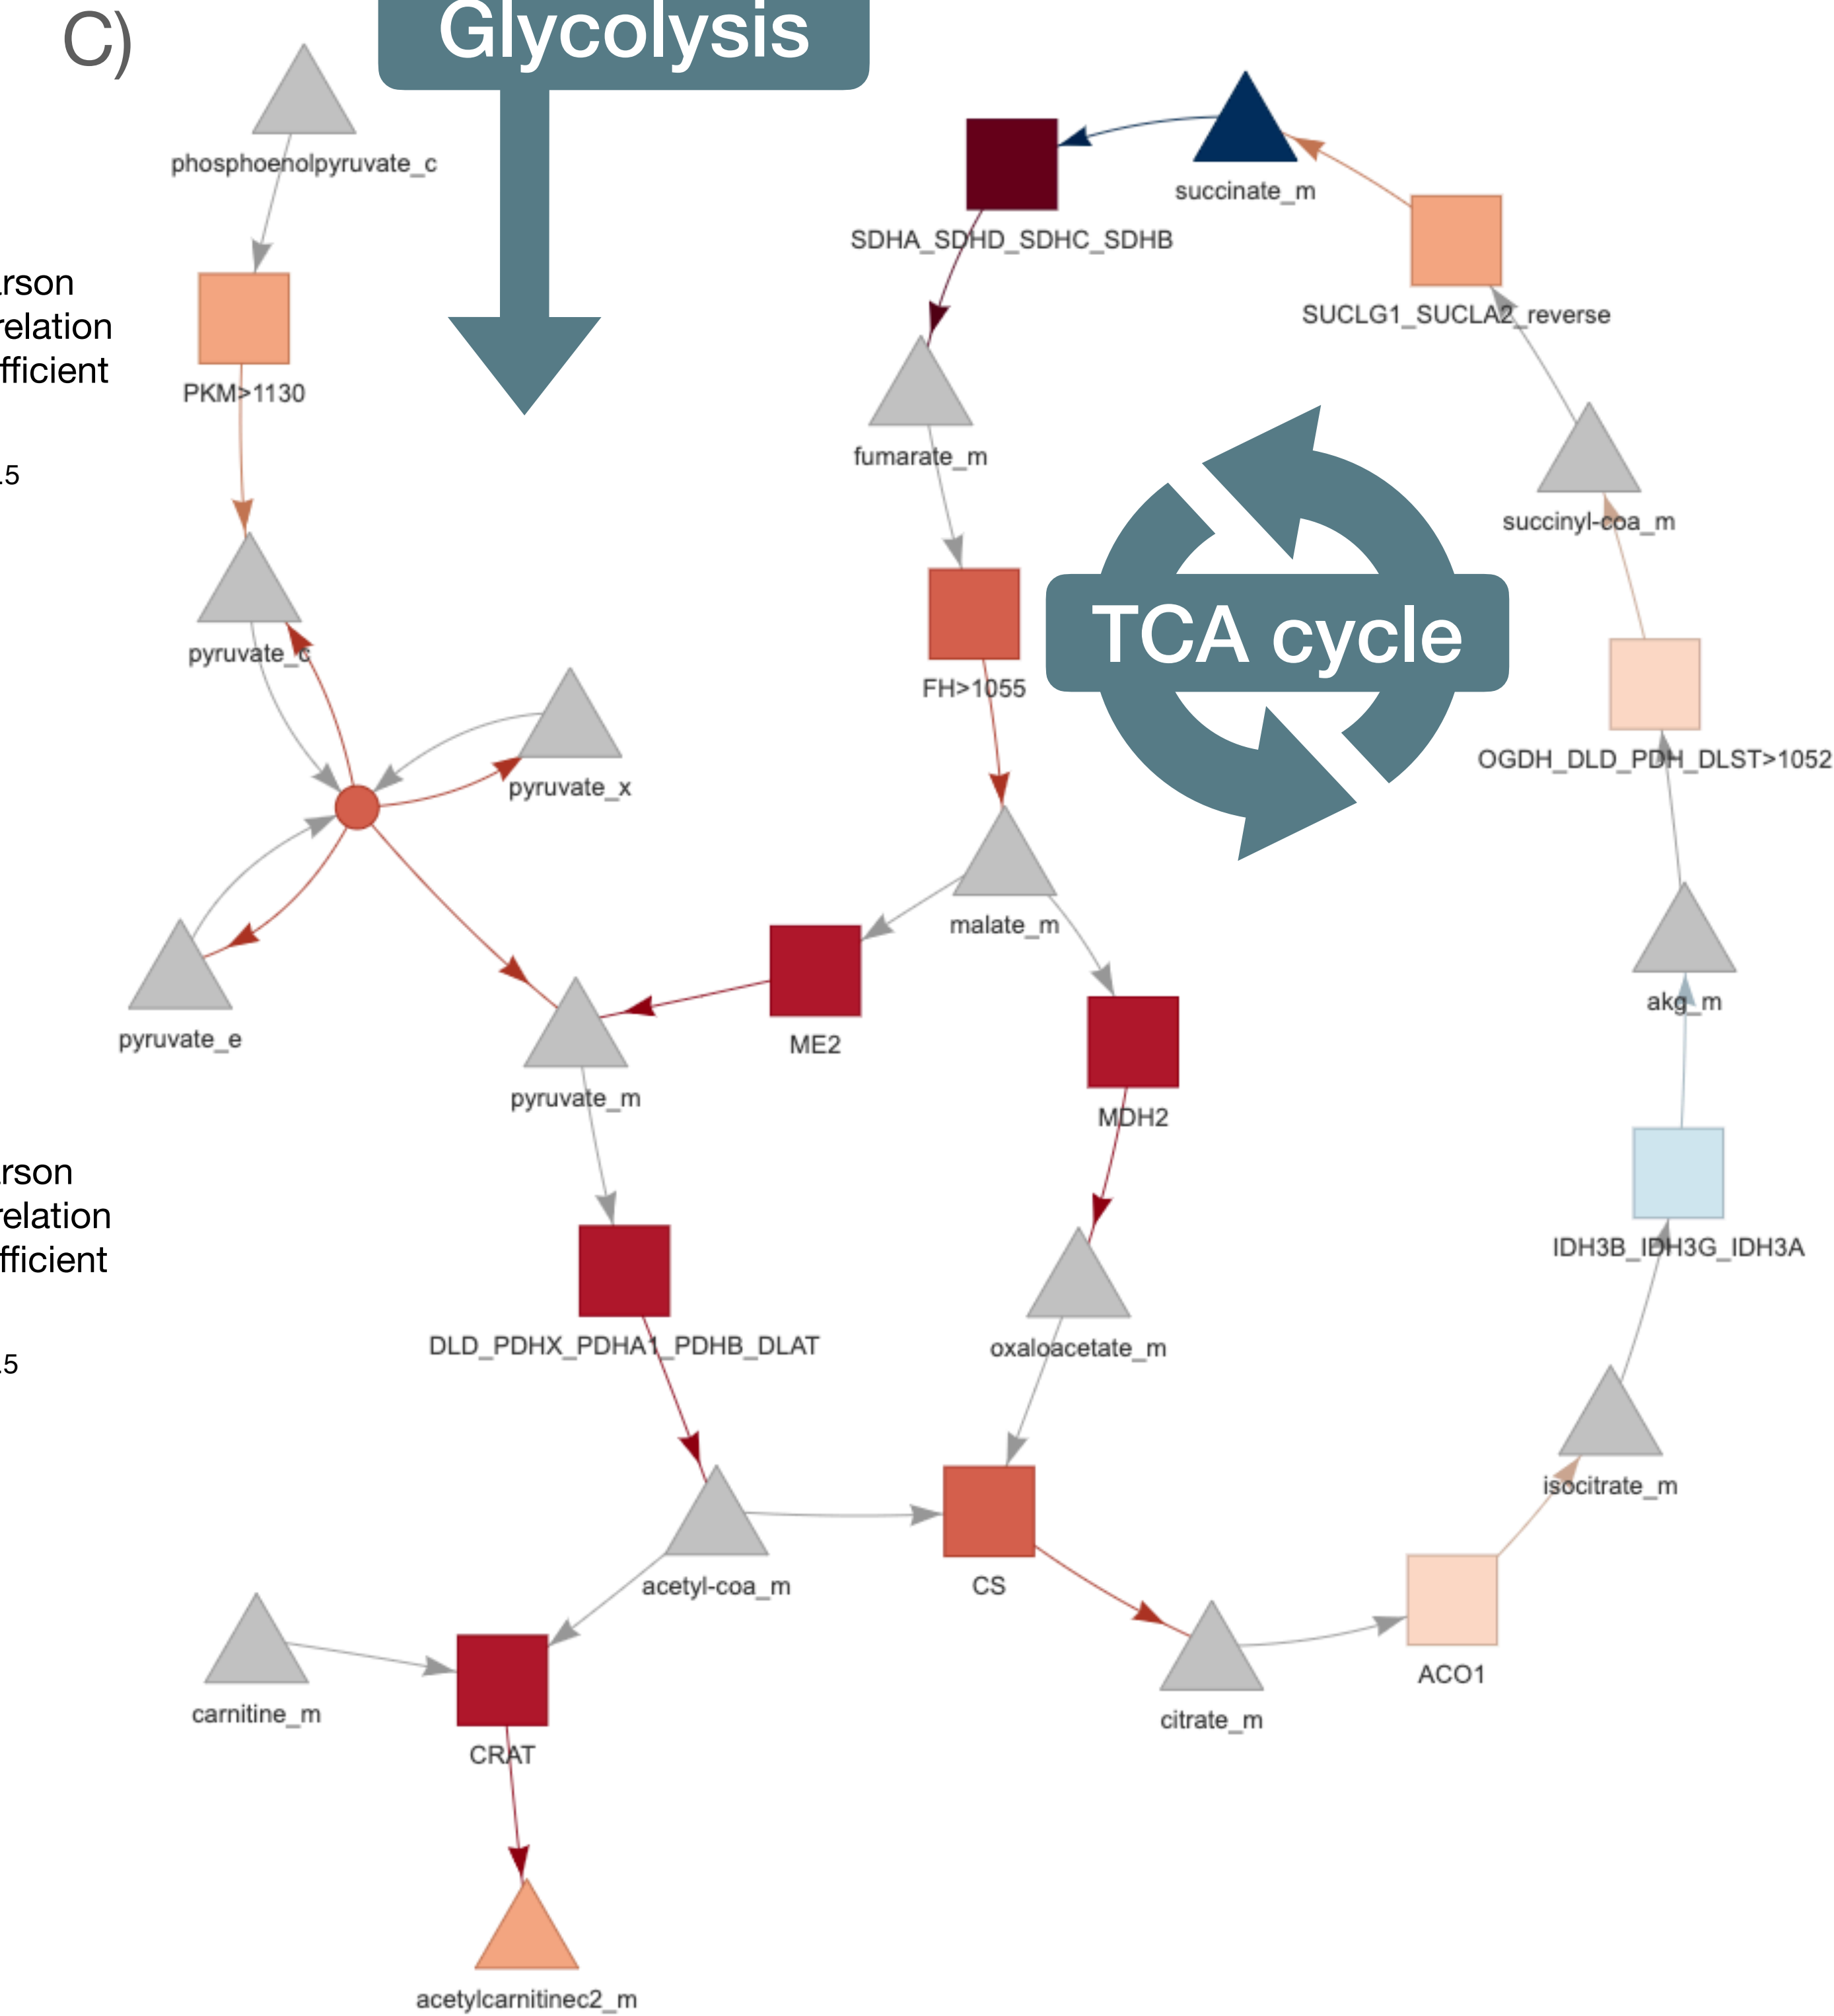 C)
Glycolysis
phosphoenolpyruvate_c
succinate_m
SDHA_SDHD_SDHC_SDHB
rson
relation
fficient
SUCLG1_SUCLA2_reverse
PKM>1130
fumarate_m
.5
succinyl-coa_m
TCA cycle
pyruvate_c
FH>1055
pyruvate_x
OGDH_DLD_PDH_DLST>1052
malate_m
akg_m
pyruvate_e
ME2
pyruvate_m
MDH2
rson
relation
fficient
IDH3B_IDH3G_IDH3A
DLD_PDHX_PDHA1_PDHB_DLAT
oxaloacetate_m
.5
isocitrate_m
acetyl-coa_m
CS
ACO1
carnitine_m
citrate_m
CRAT
acetylcarnitinec2_m